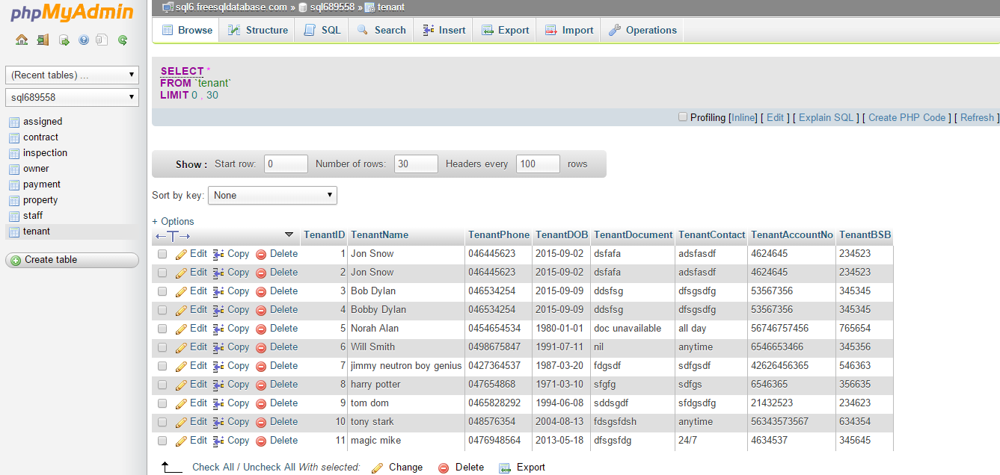 phpMyAdmin
sql6.freesqldatabase.com » sql689558 » tenant
Browse Structure SQL Search Insert Export Import Operations
(Recent tables) ...
sql689558
assigned
contract
inspection
owner
payment
property
staff
tenant
Create table
SELECT *
FROM `tenant`
LIMIT 0 , 30
Profiling [Inline] [ Edit ] [ Explain SQL ] [ Create PHP Code ] [ Refresh ]
Show : Start row: 0 Number of rows: 30 Headers every 100 rows
Sort by key: None
+ Options
←T→ TenantID TenantName TenantPhone TenantDOB TenantDocument TenantContact TenantAccountNo TenantBSB
Edit Copy Delete 1 Jon Snow 046445623 2015-09-02 dsfafa adsfasdf 4624645 234523
Edit Copy Delete 2 Jon Snow 046445623 2015-09-02 dsfafa adsfasdf 4624645 234523
Edit Copy Delete 3 Bob Dylan 046534254 2015-09-09 ddsfsg dfsgsdfg 53567356 345345
Edit Copy Delete 4 Bobby Dylan 046534254 2015-09-09 ddsfsg dfsgsdfg 53567356 345345
Edit Copy Delete 5 Norah Alan 0454654534 1980-01-01 doc unavailable all day 56746757456 765654
Edit Copy Delete 6 Will Smith 0498675847 1991-07-11 nil anytime 6546653466 345356
Edit Copy Delete 7 jimmy neutron boy genius 0427364537 1987-03-20 fdgsdf sdfgsdf 42626456365 546363
Edit Copy Delete 8 harry potter 047654868 1971-03-10 sfgfg sdfgs 6546365 356635
Edit Copy Delete 9 tom dom 0465828292 1994-06-08 sddsgdf sfdgsdfg 21432523 234623
Edit Copy Delete 10 tony stark 048576354 2004-08-13 fdsgsfdsh anytime 56343573567 634354
Edit Copy Delete 11 magic mike 0476948564 2013-05-18 dfsgsfdg 24/7 4634537 345645
Check All / Uncheck All With selected: Change Delete Export